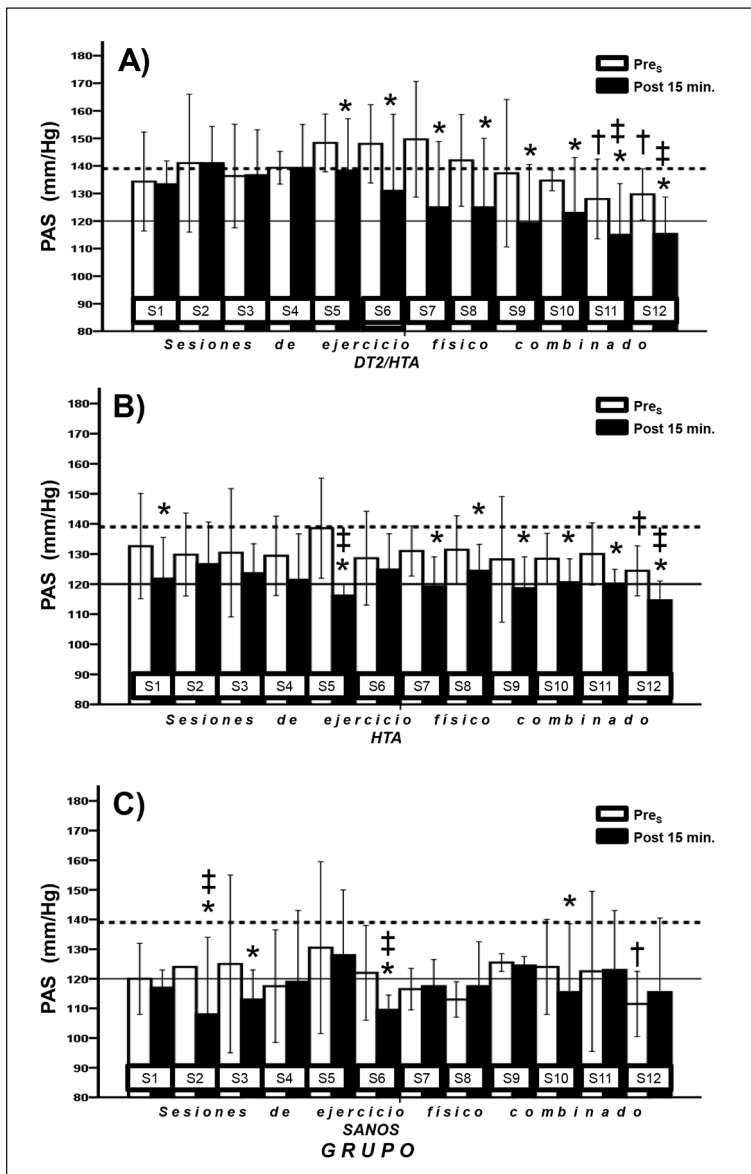 A)
Preₛ
Post 15 min.
PAS (mm/Hg)
180
170
160
150
140
130
120
110
100
90
80
* * * * * * † ‡ * † ‡ *
S1 S2 S3 S4 S5 S6 S7 S8 S9 S10 S11 S12
Sesiones de ejercicio físico combinado
DT2/HTA
B)
Preₛ
Post 15 min.
PAS (mm/Hg)
180
170
160
150
140
130
120
110
100
90
80
* ‡ * * * * * * † ‡ *
S1 S2 S3 S4 S5 S6 S7 S8 S9 S10 S11 S12
Sesiones de ejercicio físico combinado
HTA
C)
Preₛ
Post 15 min.
PAS (mm/Hg)
180
170
160
150
140
130
120
110
100
90
80
‡ * * ‡ * * †
S1 S2 S3 S4 S5 S6 S7 S8 S9 S10 S11 S12
Sesiones de ejercicio físico combinado
SANOS
GRUPO